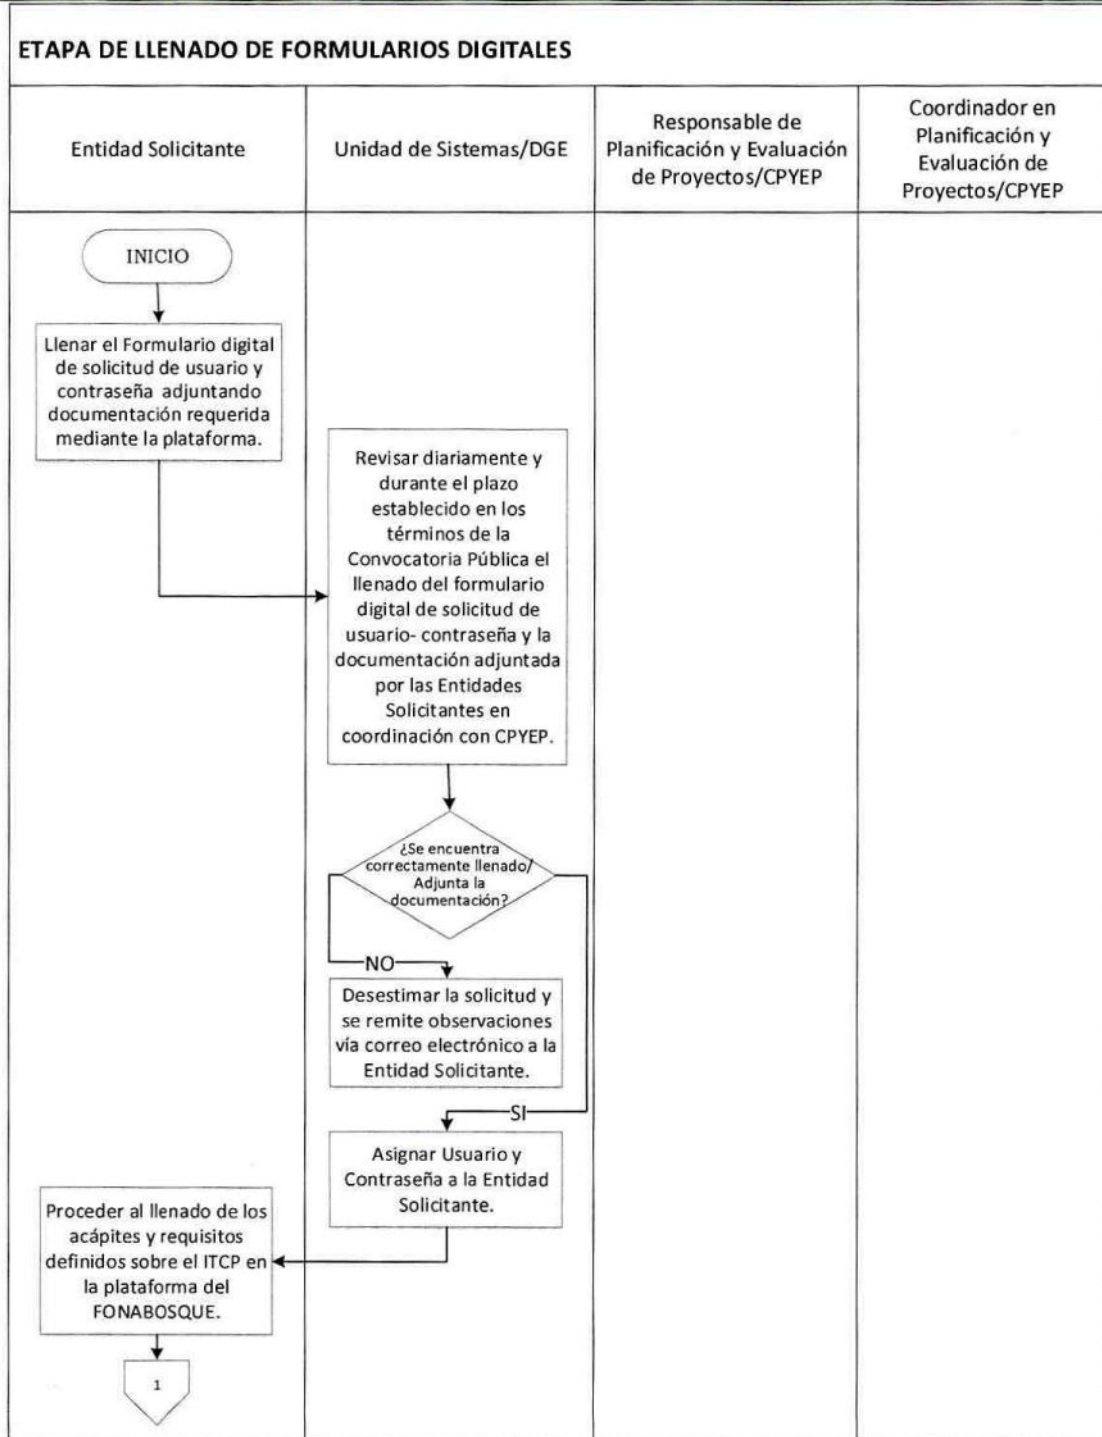 ETAPA DE LLENADO DE FORMULARIOS DIGITALES
Entidad Solicitante
Unidad de Sistemas/DGE
Responsable de
Planificación y Evaluación
de Proyectos/CPYEP
Coordinador en
Planificación y
Evaluación de
Proyectos/CPYEP
INICIO
Llenar el Formulario digital
de solicitud de usuario y
contraseña adjuntando
documentación requerida
mediante la plataforma.
Revisar diariamente y
durante el plazo
establecido en los
términos de la
Convocatoria Pública el
llenado del formulario
digital de solicitud de
usuario- contraseña y la
documentación adjuntada
por las Entidades
Solicitantes en
coordinación con CPYEP.
¿Se encuentra
correctamente llenado/
Adjunta la
documentación?
NO
Desestimar la solicitud y
se remite observaciones
vía correo electrónico a la
Entidad Solicitante.
SI
Asignar Usuario y
Contraseña a la Entidad
Solicitante.
Proceder al llenado de los
acápites y requisitos
definidos sobre el ITCP en
la plataforma del
FONABOSQUE.
1